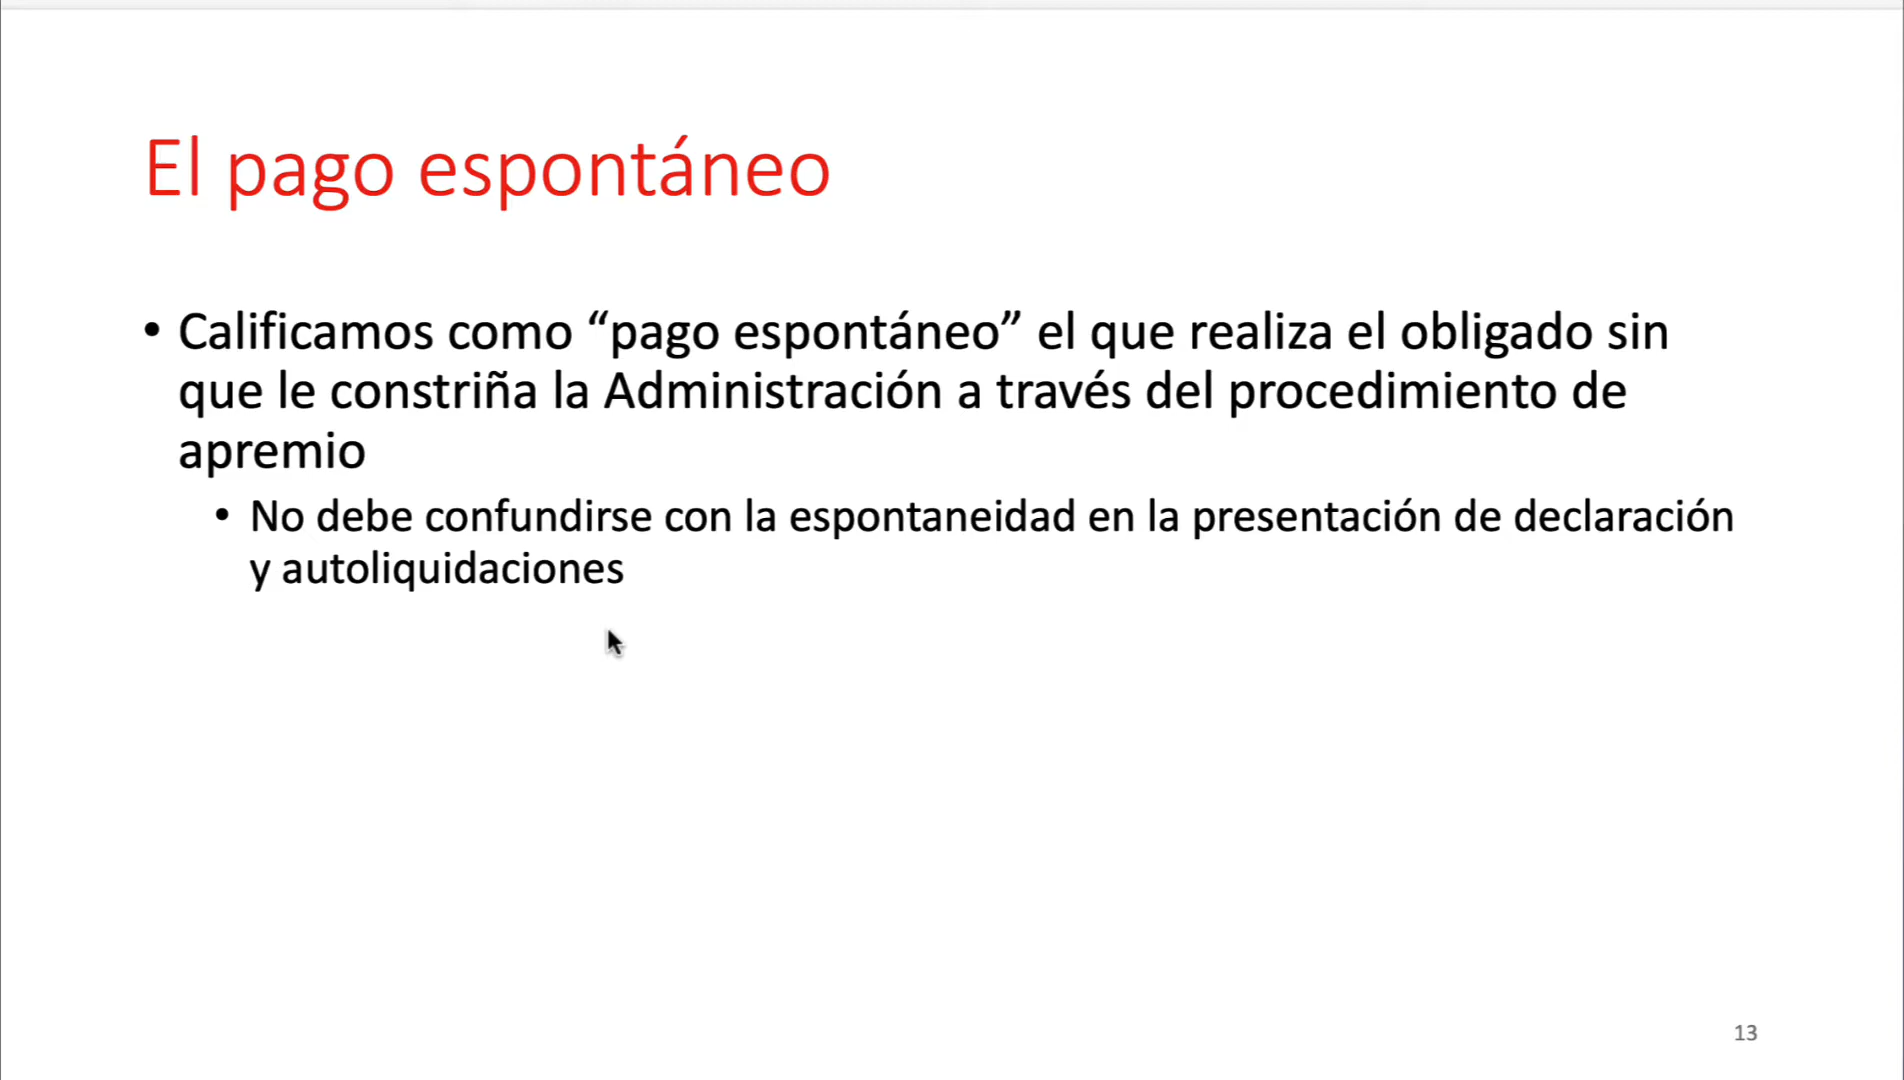 El pago espontáneo
• Calificamos como “pago espontáneo” el que realiza el obligado sin
que le constriña la Administración a través del procedimiento de
apremio
• No debe confundirse con la espontaneidad en la presentación de declaración
y autoliquidaciones
13